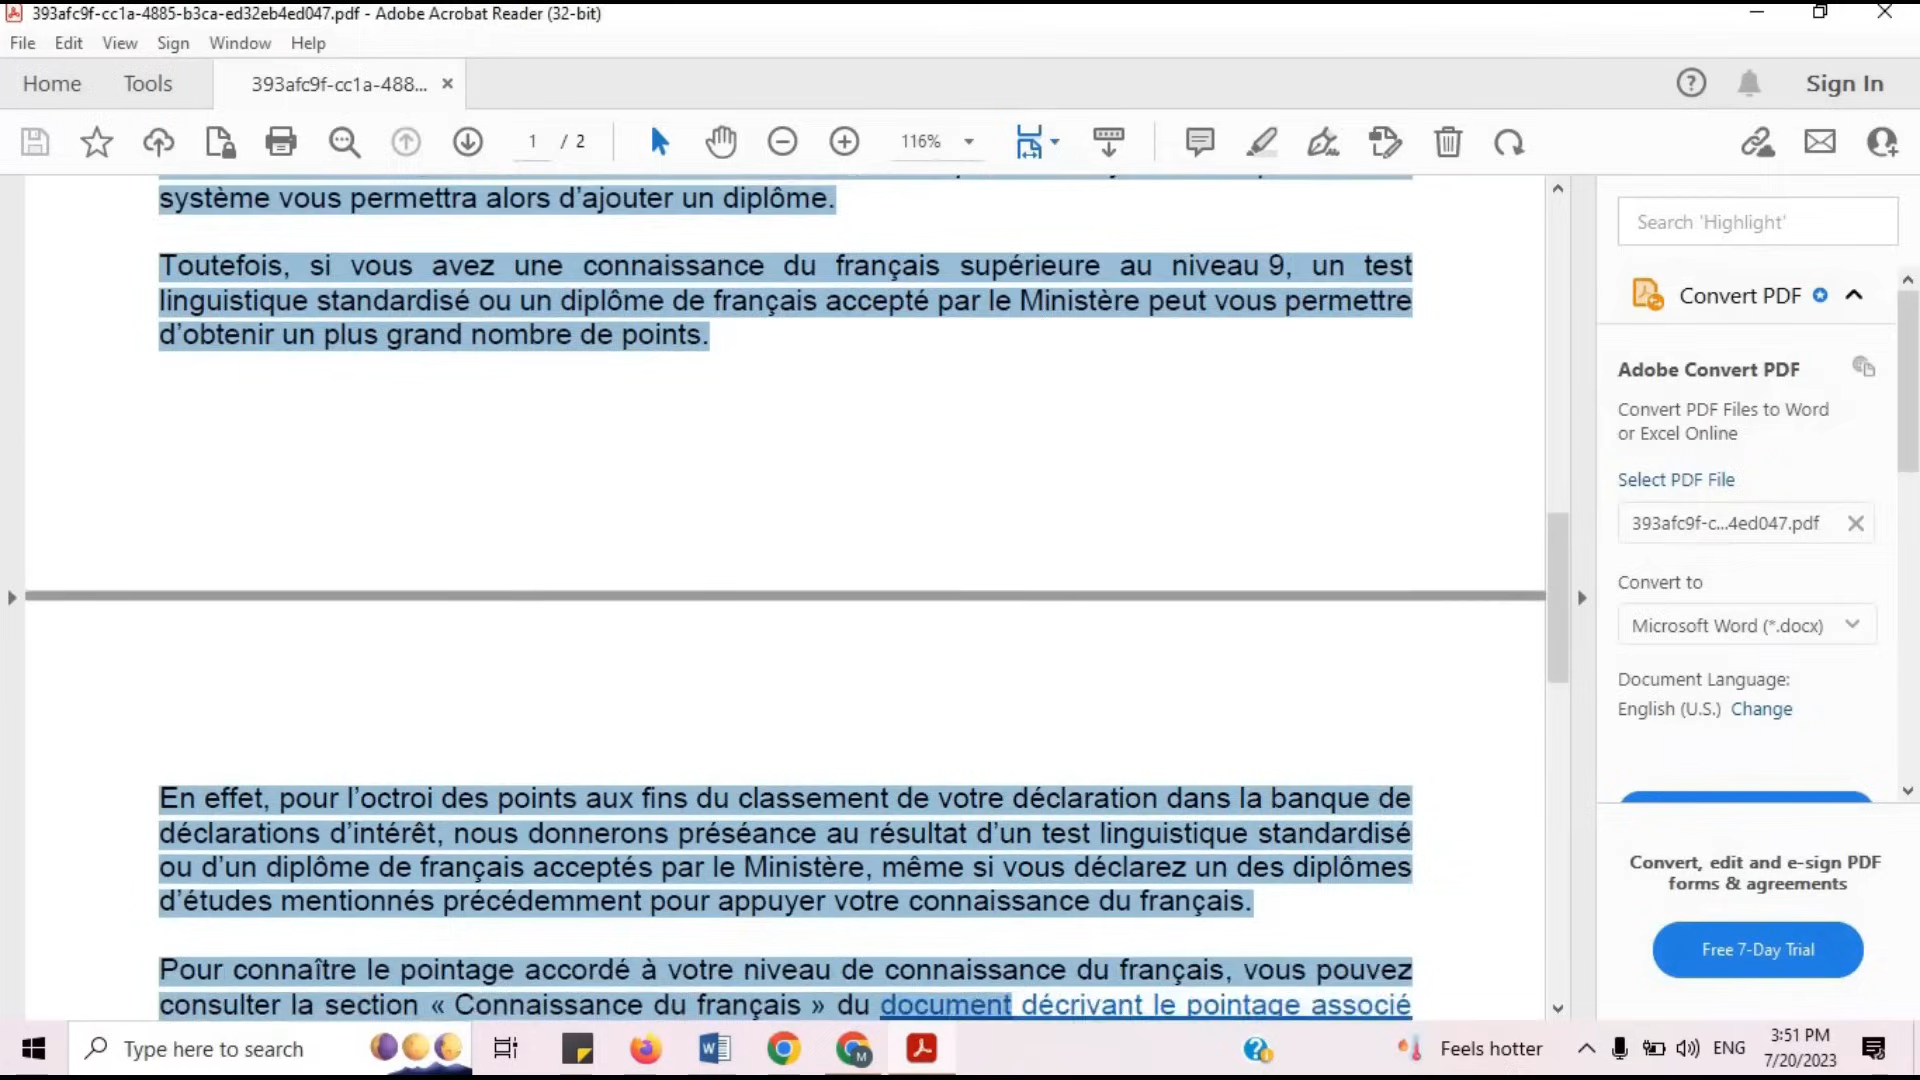 393afc9f-cc1a-4885-b3ca-ed32eb4ed047.pdf - Adobe Acrobat Reader (32-bit)
File Edit View Sign Window Help
Home Tools 393afc9f-cc1a-488... Sign In
1 / 2 116%
système vous permettra alors d’ajouter un diplôme.
Toutefois, si vous avez une connaissance du français supérieure au niveau 9, un test
linguistique standardisé ou un diplôme de français accepté par le Ministère peut vous permettre
d’obtenir un plus grand nombre de points.
En effet, pour l’octroi des points aux fins du classement de votre déclaration dans la banque de
déclarations d’intérêt, nous donnerons préséance au résultat d’un test linguistique standardisé
ou d’un diplôme de français acceptés par le Ministère, même si vous déclarez un des diplômes
d’études mentionnés précédemment pour appuyer votre connaissance du français.
Pour connaître le pointage accordé à votre niveau de connaissance du français, vous pouvez
consulter la section « Connaissance du français » du document décrivant le pointage associé
Search 'Highlight'
Convert PDF
Adobe Convert PDF
Convert PDF Files to Word
or Excel Online
Select PDF File
393afc9f-c...4ed047.pdf
Convert to
Microsoft Word (*.docx)
Document Language:
English (U.S.) Change
Convert, edit and e-sign PDF
forms & agreements
Free 7-Day Trial
Type here to search
Feels hotter
ENG
3:51 PM
7/20/2023